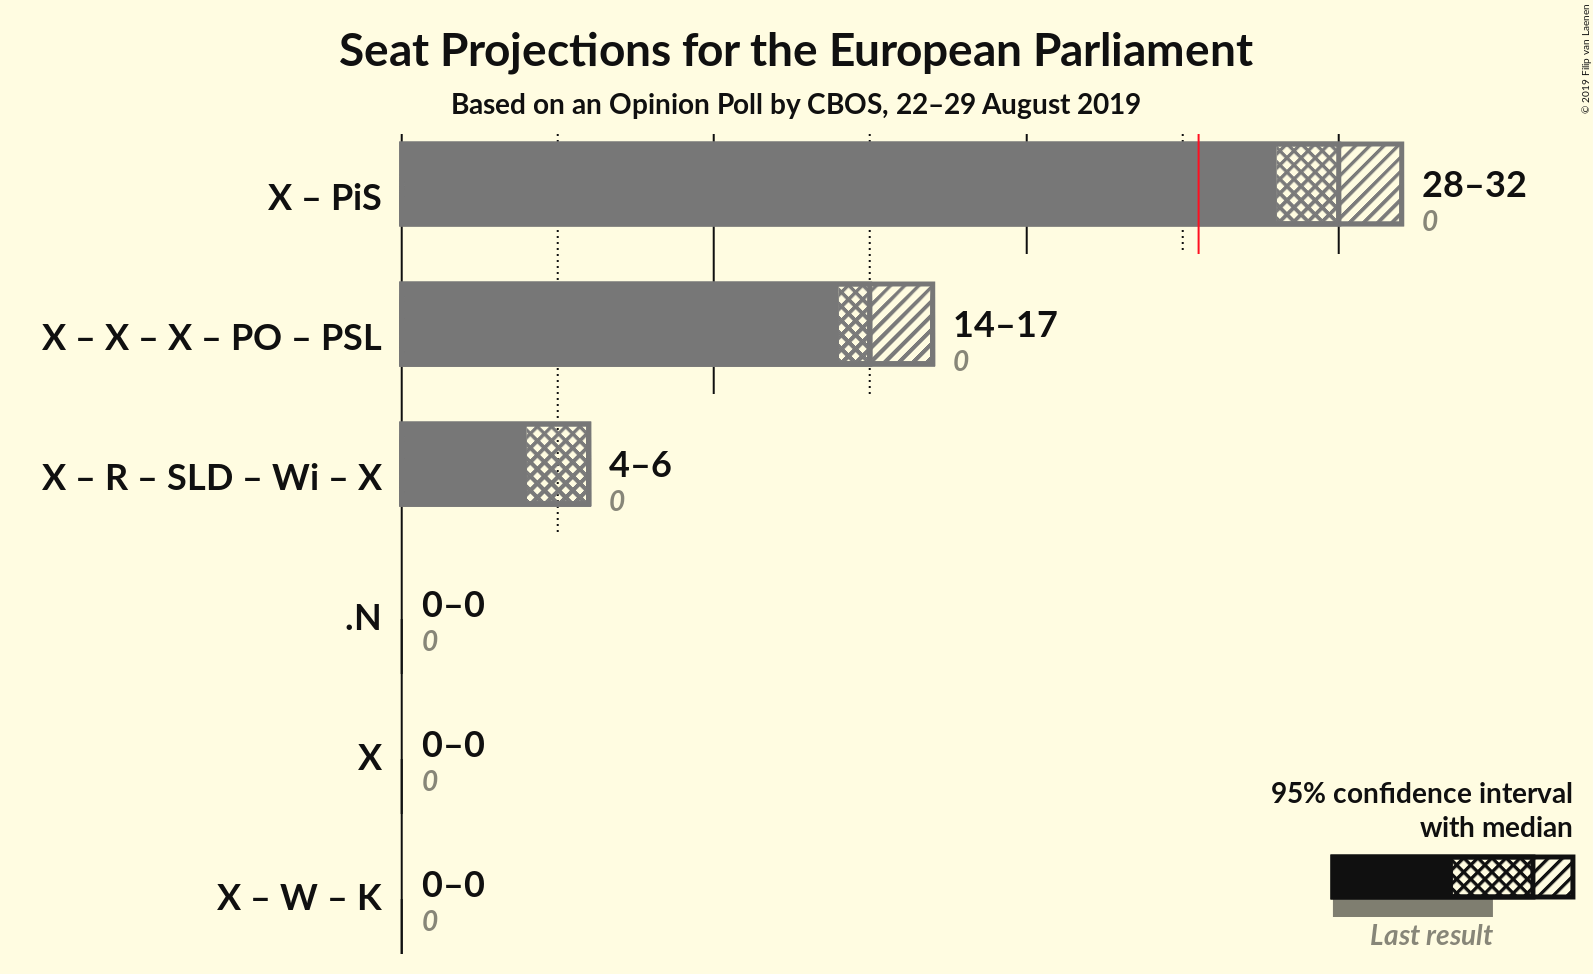 Seat Projections for the European Parliament
Based on an Opinion Poll by CBOS, 22–29 August 2019
© 2019 Filip van Laenen
X – PiS
28–32
0
X – X – X – PO – PSL
14–17
0
X – R – SLD – Wi – X
4–6
0
.N
0–0
0
X
0–0
0
X – W – K
0–0
0
95% confidence interval
with median
Last result